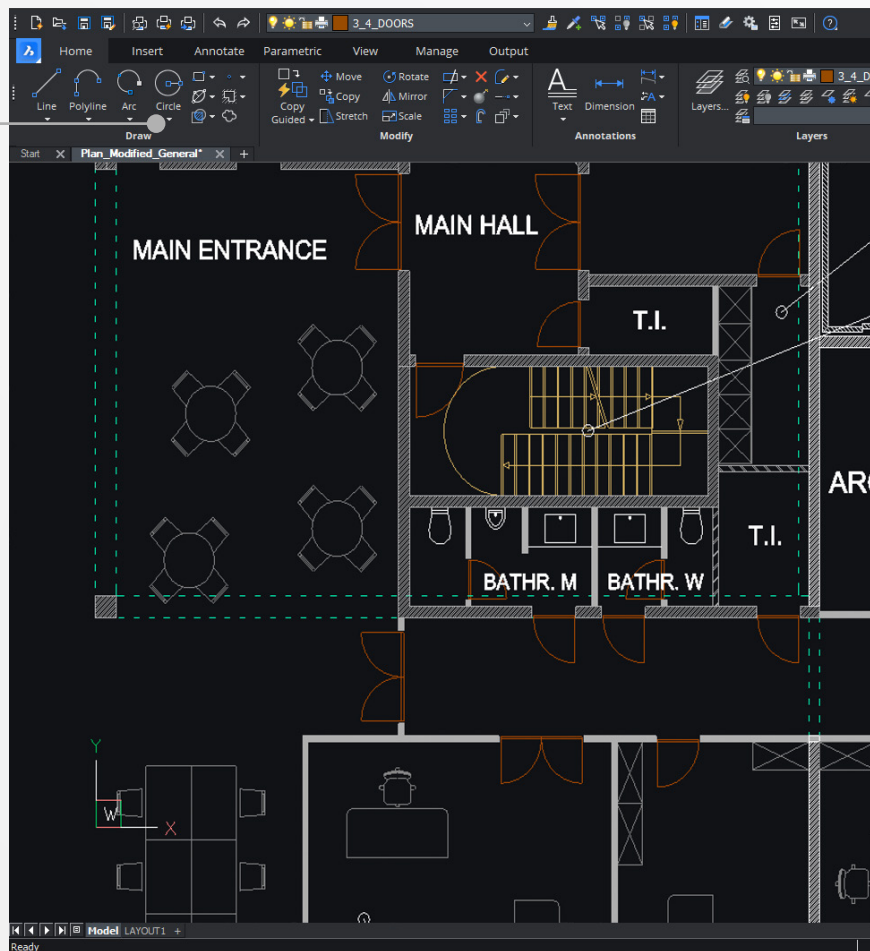 3_4_DOORS
Home Insert Annotate Parametric View Manage Output
Line Polyline Arc Circle
Copy Guided
Move Rotate
Copy Mirror
Stretch Scale
Text Dimension
Layers...
3_4_D
Draw Modify Annotations Layers
Start Plan_Modified_General* +
MAIN ENTRANCE
MAIN HALL
T.I.
ARC
T.I.
BATHR. M BATHR. W
Y
W
X
Model LAYOUT1 +
Ready